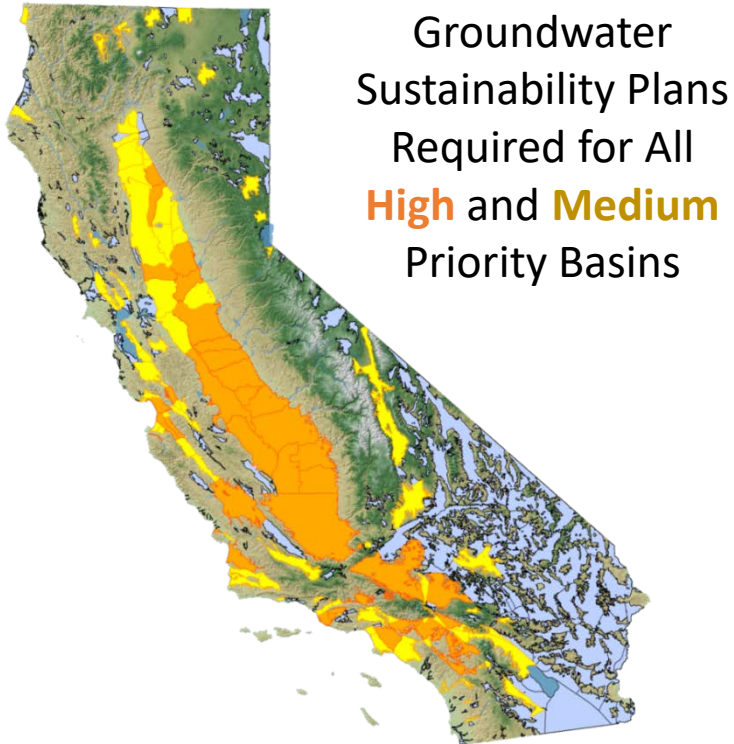 Groundwater
Sustainability Plans
Required for All
High and Medium
Priority Basins